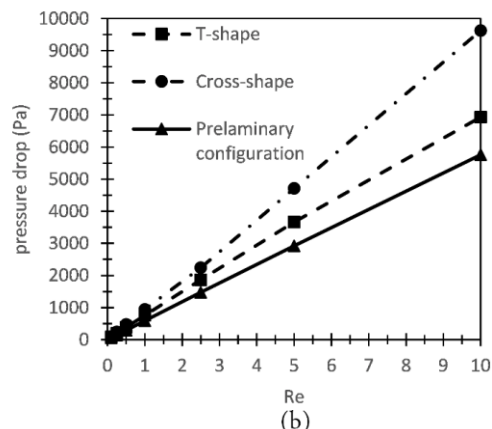 10000
9000
8000
7000
6000
5000
4000
3000
2000
1000
0
pressure drop (Pa)
T-shape
Cross-shape
Prelaminary
configuration
0 1 2 3 4 5 6 7 8 9 10
Re
(b)